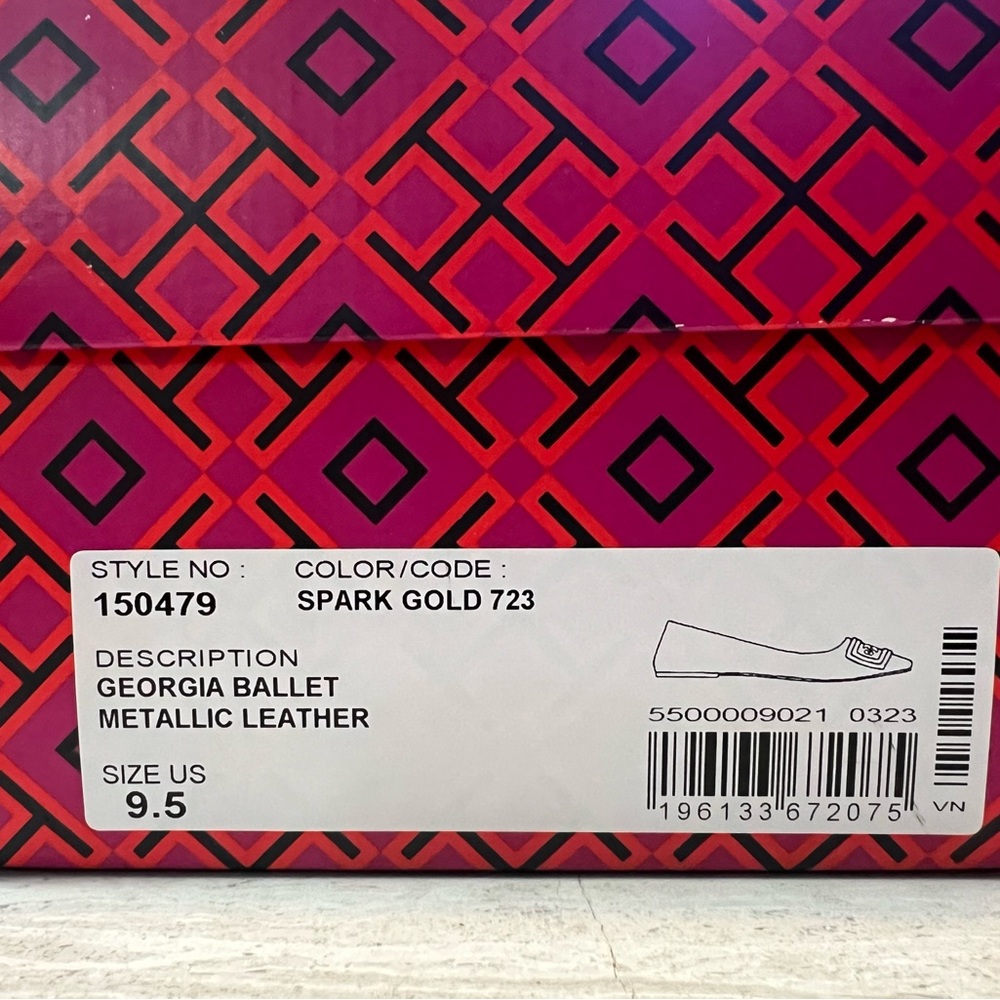 STYLE NO :
150479
COLOR/CODE :
SPARK GOLD 723
DESCRIPTION
GEORGIA BALLET
METALLIC LEATHER
SIZE US
9.5
5500009021 0323
196133672075
VN